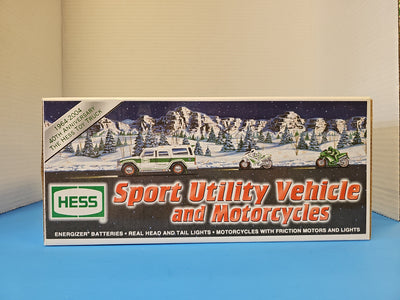 1964-2004
40TH ANNIVERSARY
THE HESS TOY TRUCK
HESS
Sport Utility Vehicle
and Motorcycles
ENERGIZER® BATTERIES • REAL HEAD AND TAIL LIGHTS • MOTORCYCLES WITH FRICTION MOTORS AND LIGHTS